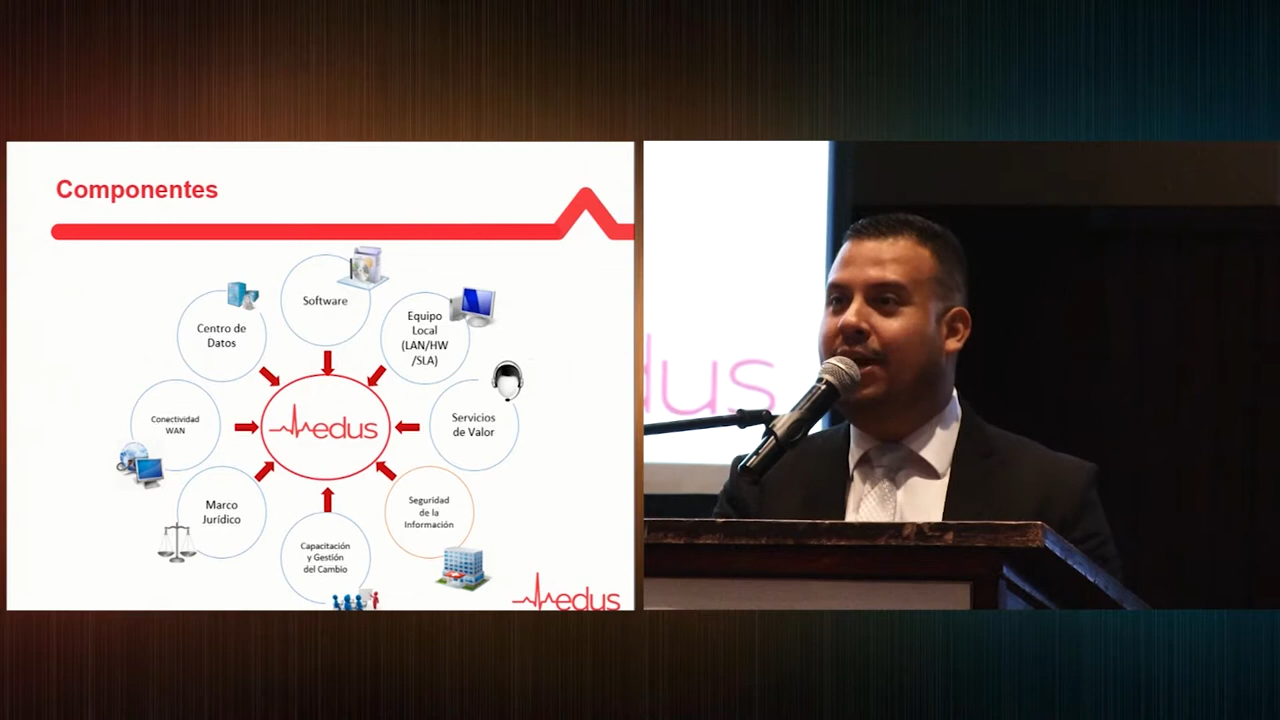 Componentes
Software
Centro de
Datos
Equipo
Local
(LAN/HW
/SLA)
Conectividad
WAN
edus
Servicios
de Valor
Marco
Jurídico
Seguridad
de la
Información
Capacitación
y Gestión
del Cambio
edus
dus